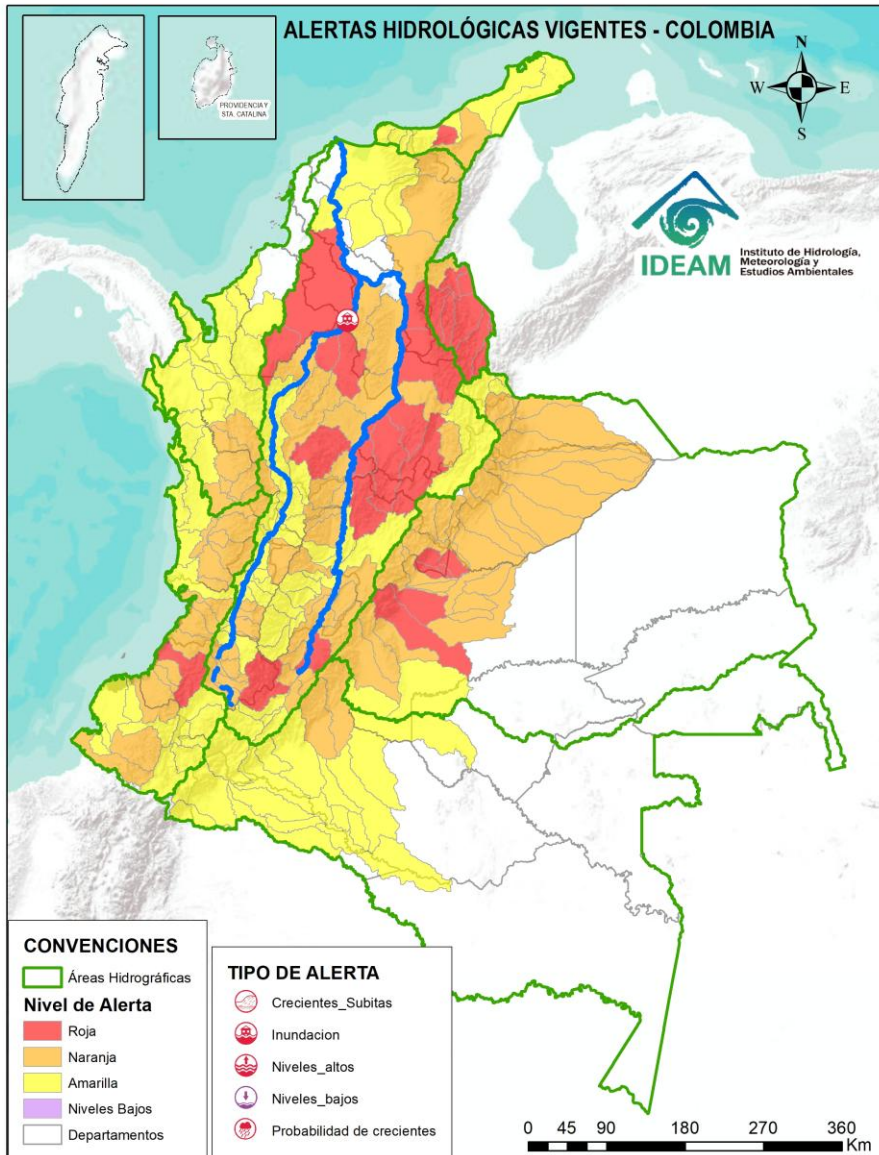 ALERTAS HIDROLÓGICAS VIGENTES - COLOMBIA
PROVIDENCIA Y
STA. CATALINA
N
W
E
S
IDEAM
Instituto de Hidrología,
Meteorología y
Estudios Ambientales
CONVENCIONES
Áreas Hidrográficas
Nivel de Alerta
Roja
Naranja
Amarilla
Niveles Bajos
Departamentos
TIPO DE ALERTA
Crecientes_Subitas
Inundacion
Niveles_altos
Niveles_bajos
Probabilidad de crecientes
0 45 90 180 270 360
Km